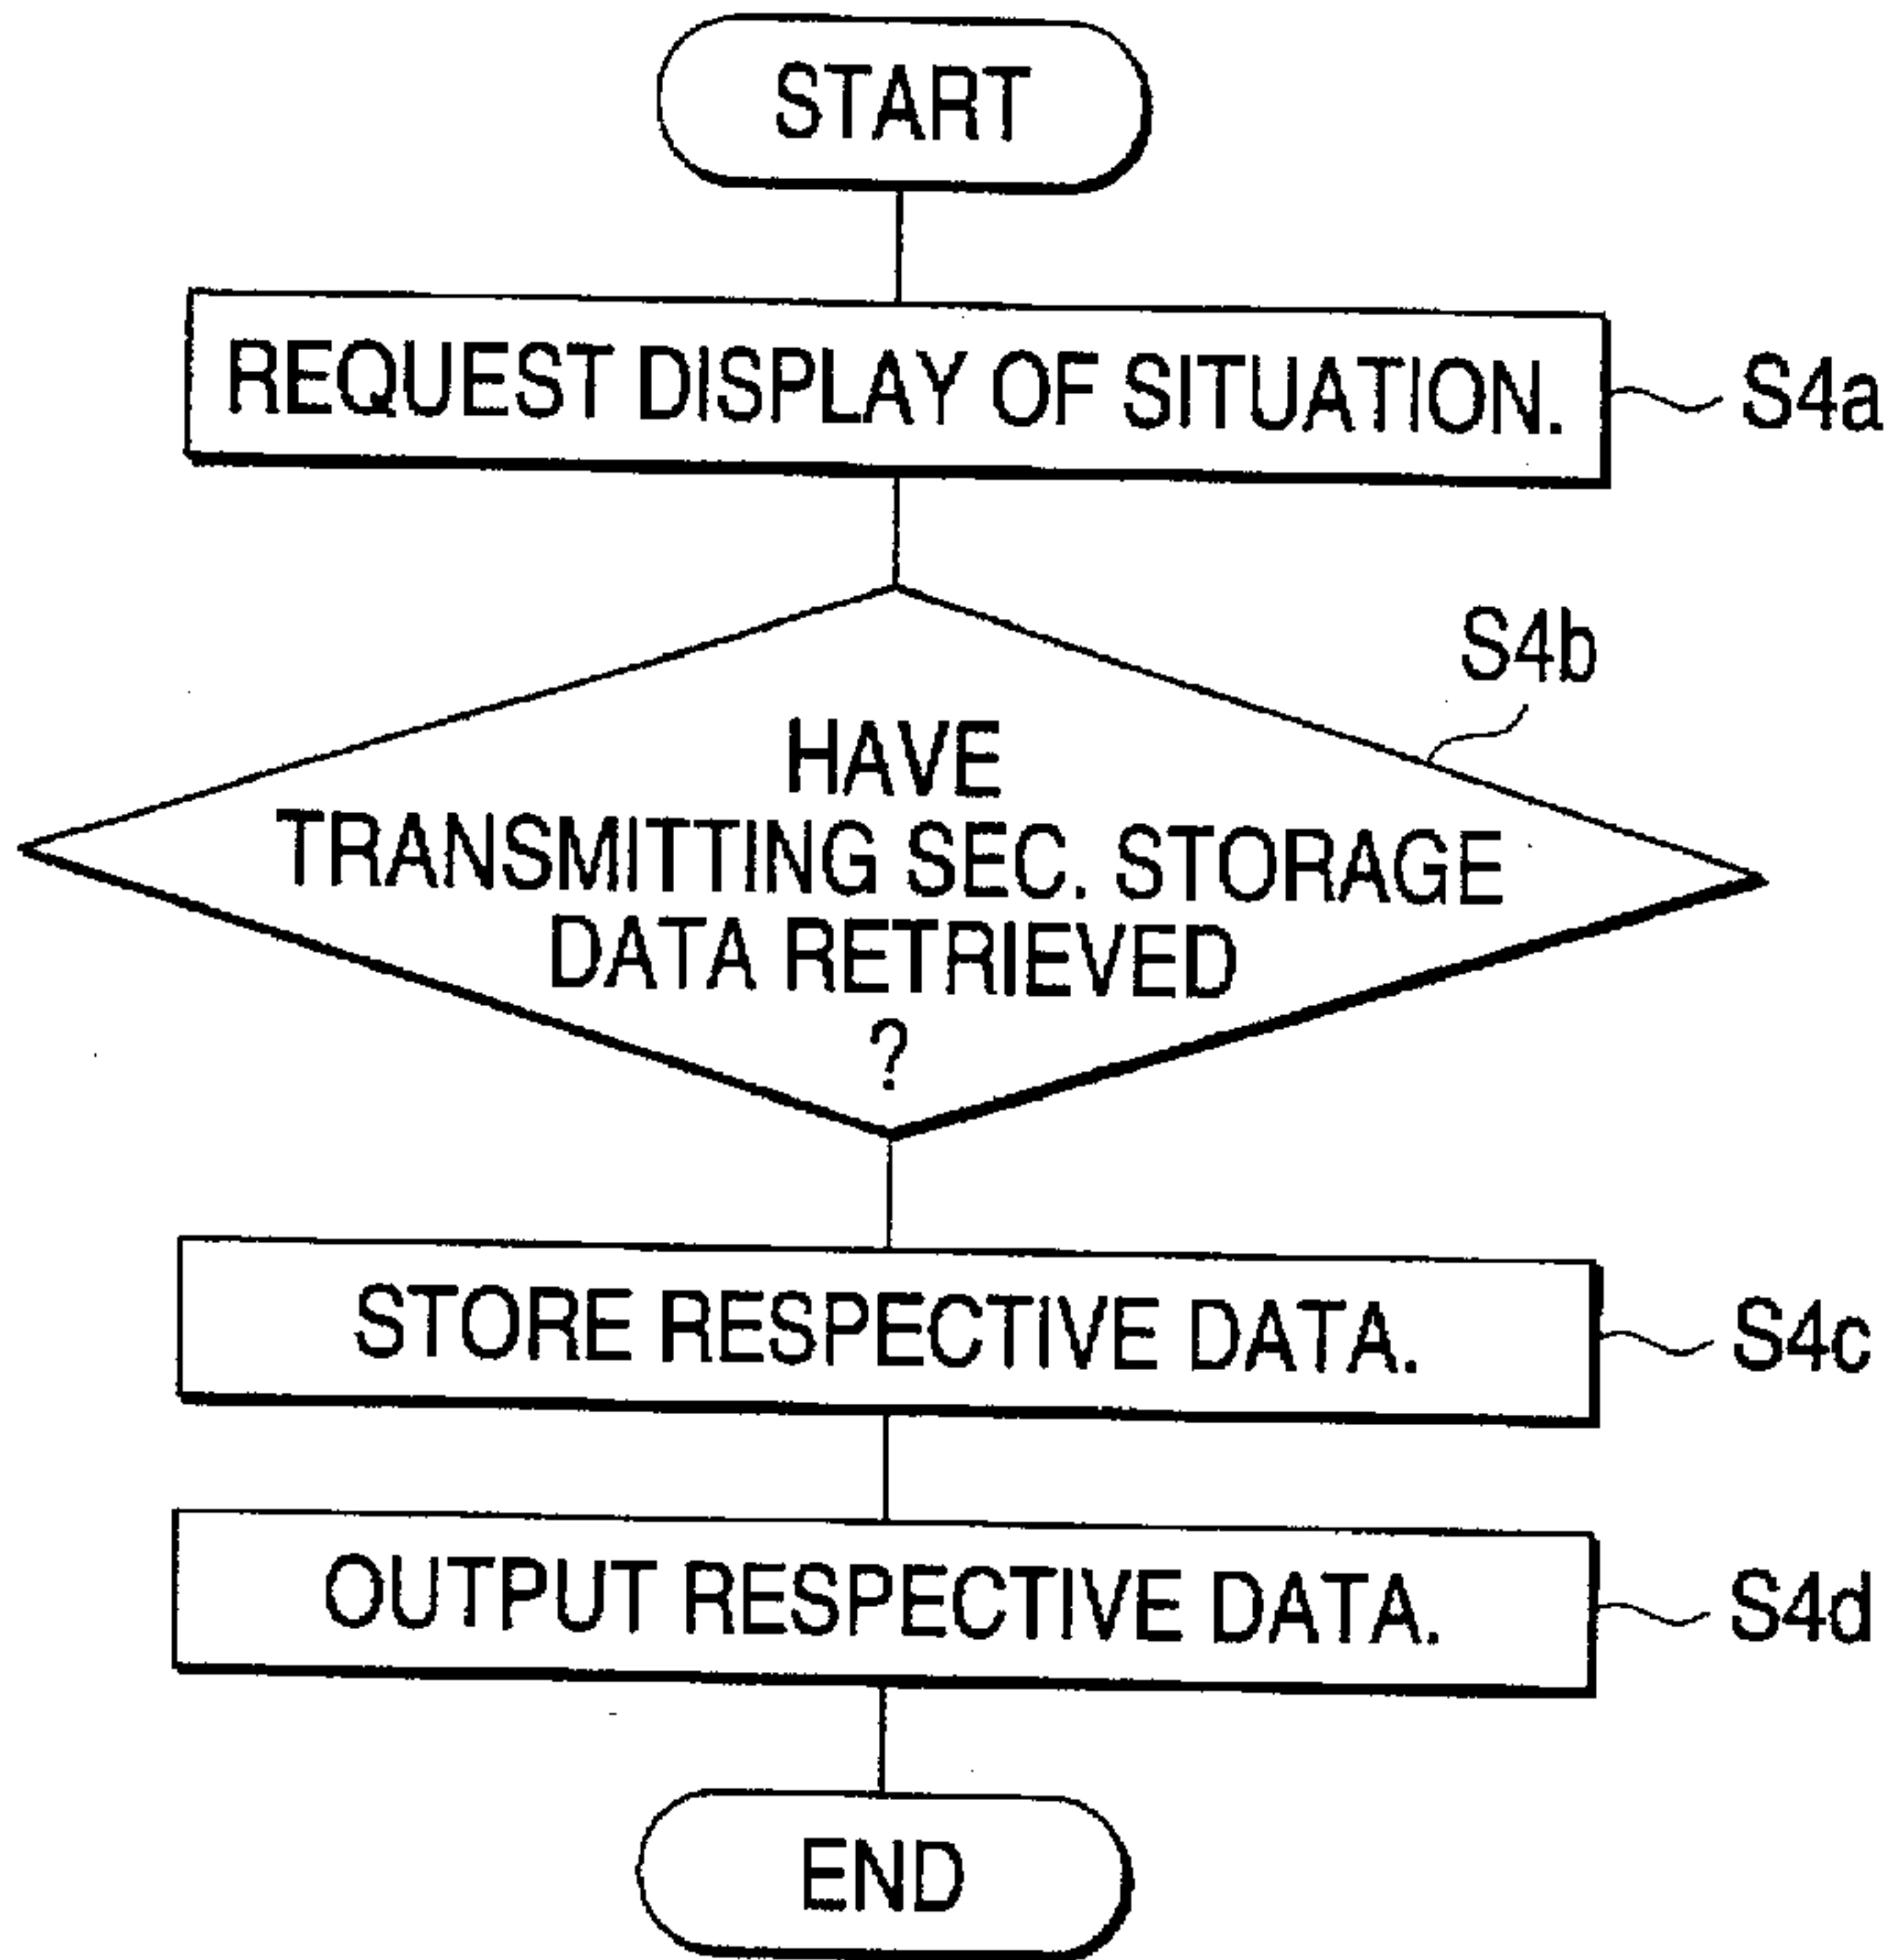 START
REQUEST DISPLAY OF SITUATION.
S4a
S4b
HAVE
TRANSMITTING SEC. STORAGE
DATA RETRIEVED
?
STORE RESPECTIVE DATA.
S4c
OUTPUT RESPECTIVE DATA.
S4d
END